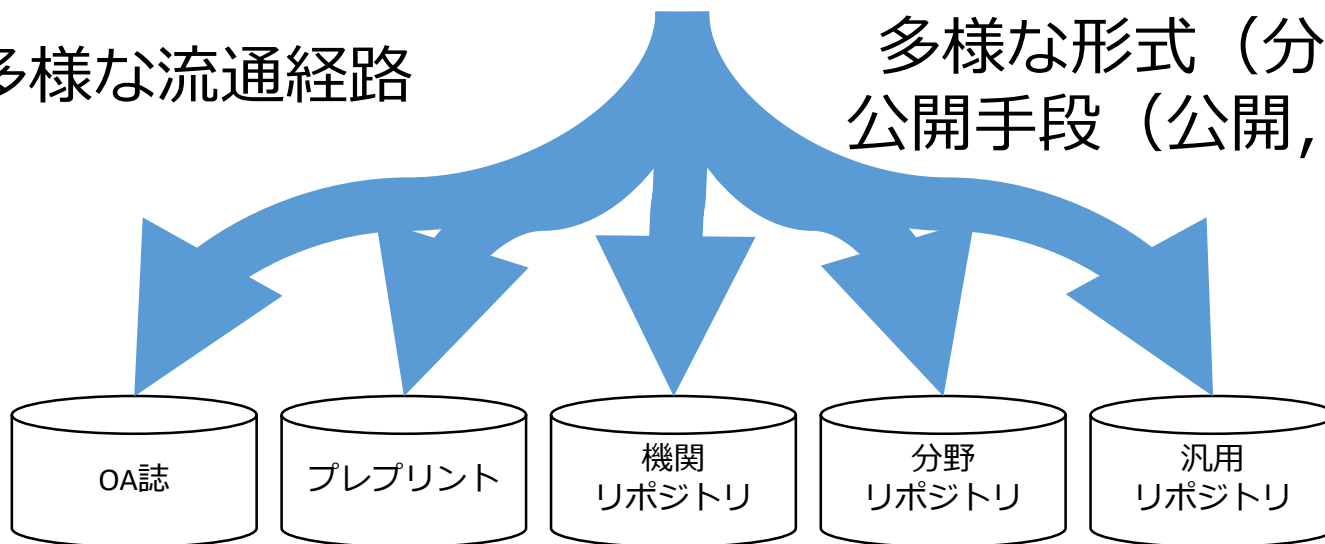 多様な流通経路
多様な形式（分
公開手段（公開,
OA誌
プレプリント
機関
リポジトリ
分野
リポジトリ
汎用
リポジトリ